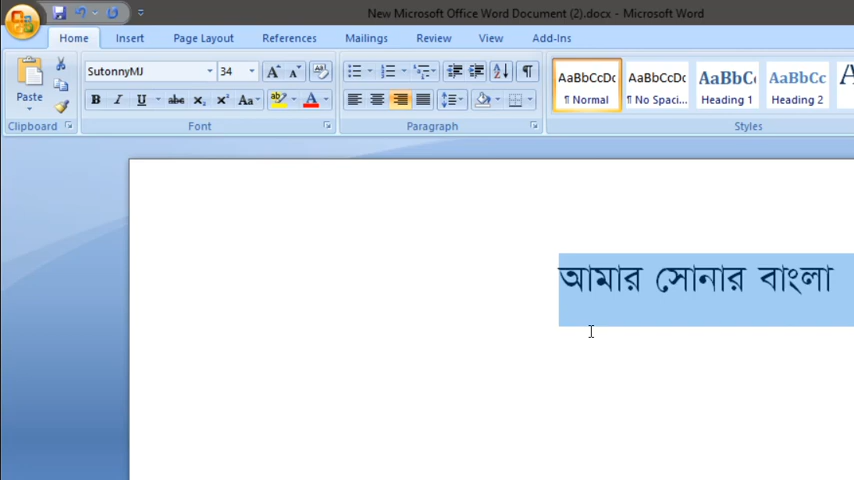 New Microsoft Office Word Document (2).docx - Microsoft Word
Home Insert Page Layout References Mailings Review View Add-Ins
SutonnyMJ 34
Paste
B I U abc x₂ x² Aa
AaBbCcDc AaBbCcDc AaBbC AaBbCc
¶ Normal ¶ No Spaci... Heading 1 Heading 2
Clipboard Font Paragraph Styles
আমার সোনার বাংলা